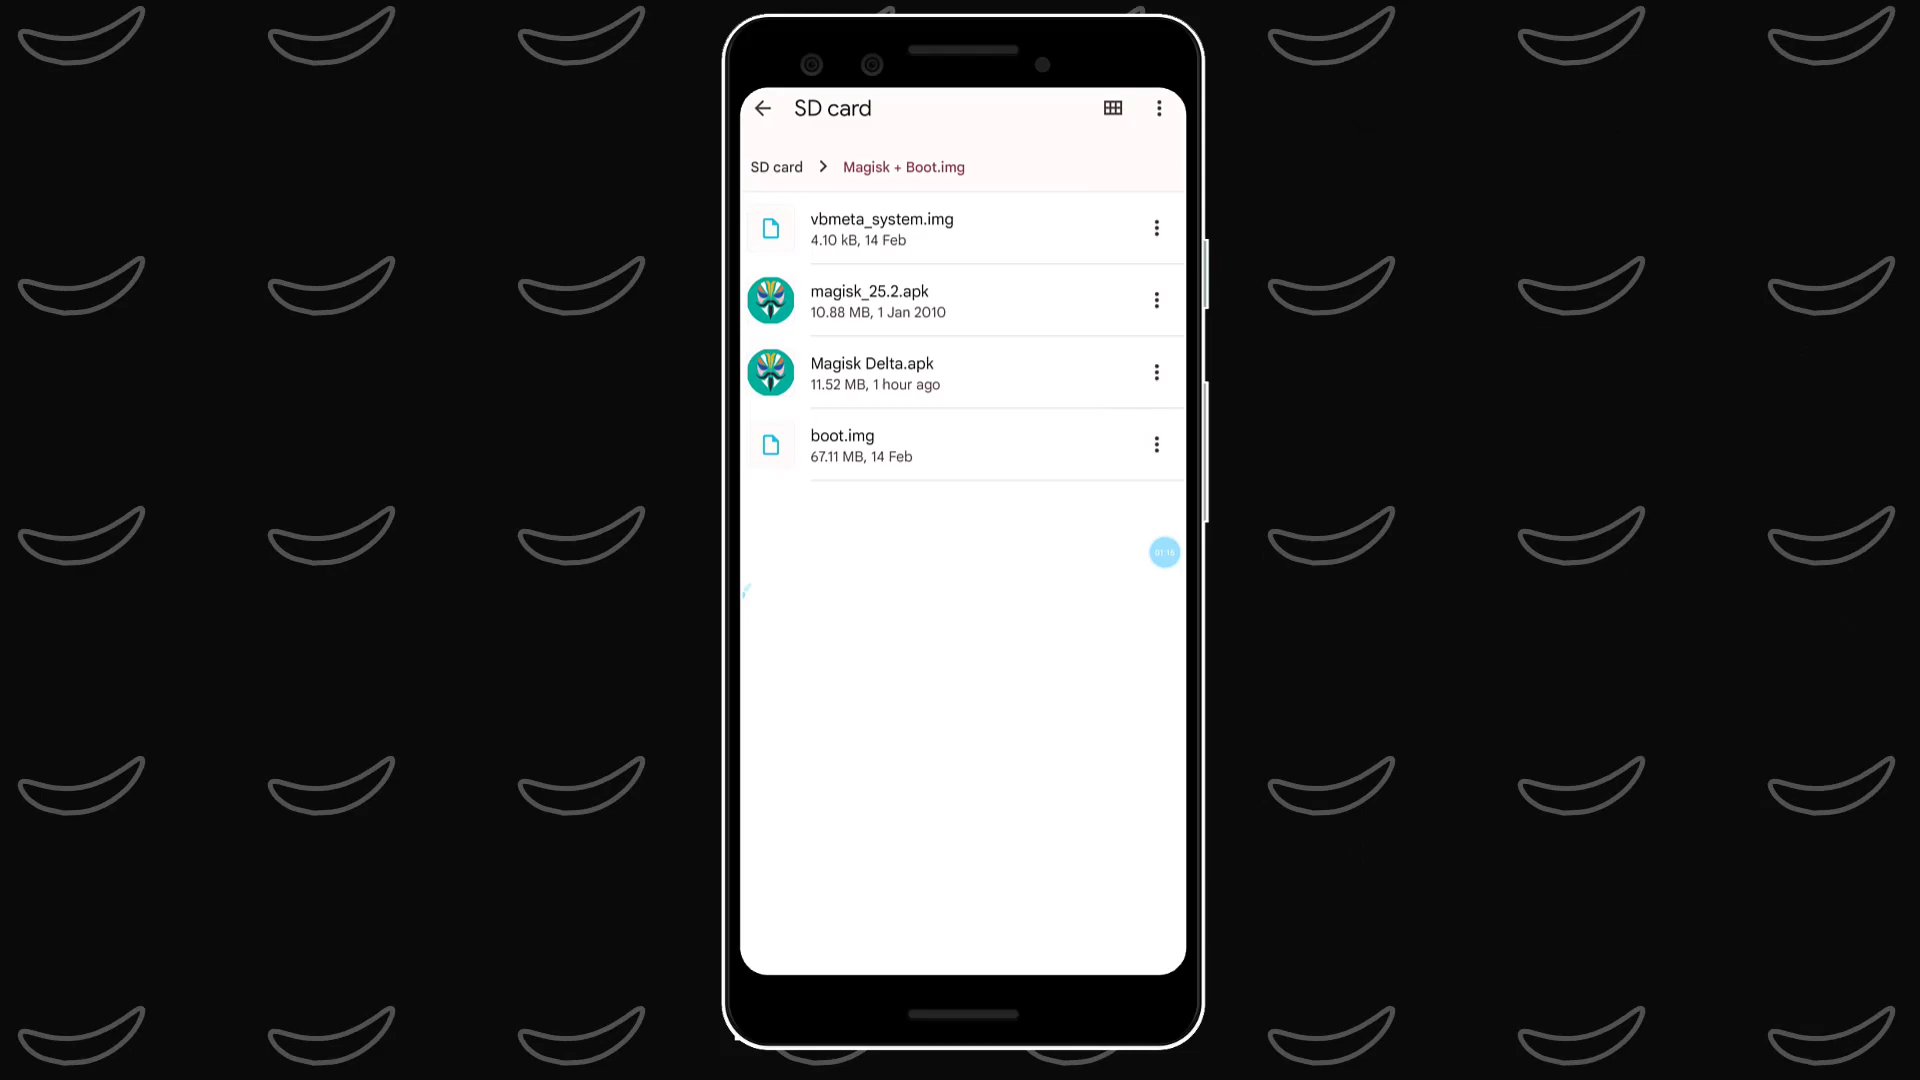 SD card
SD card > Magisk + Boot.img
vbmeta_system.img
4.10 kB, 14 Feb
magisk_25.2.apk
10.88 MB, 1 Jan 2010
Magisk Delta.apk
11.52 MB, 1 hour ago
boot.img
67.11 MB, 14 Feb
01:16